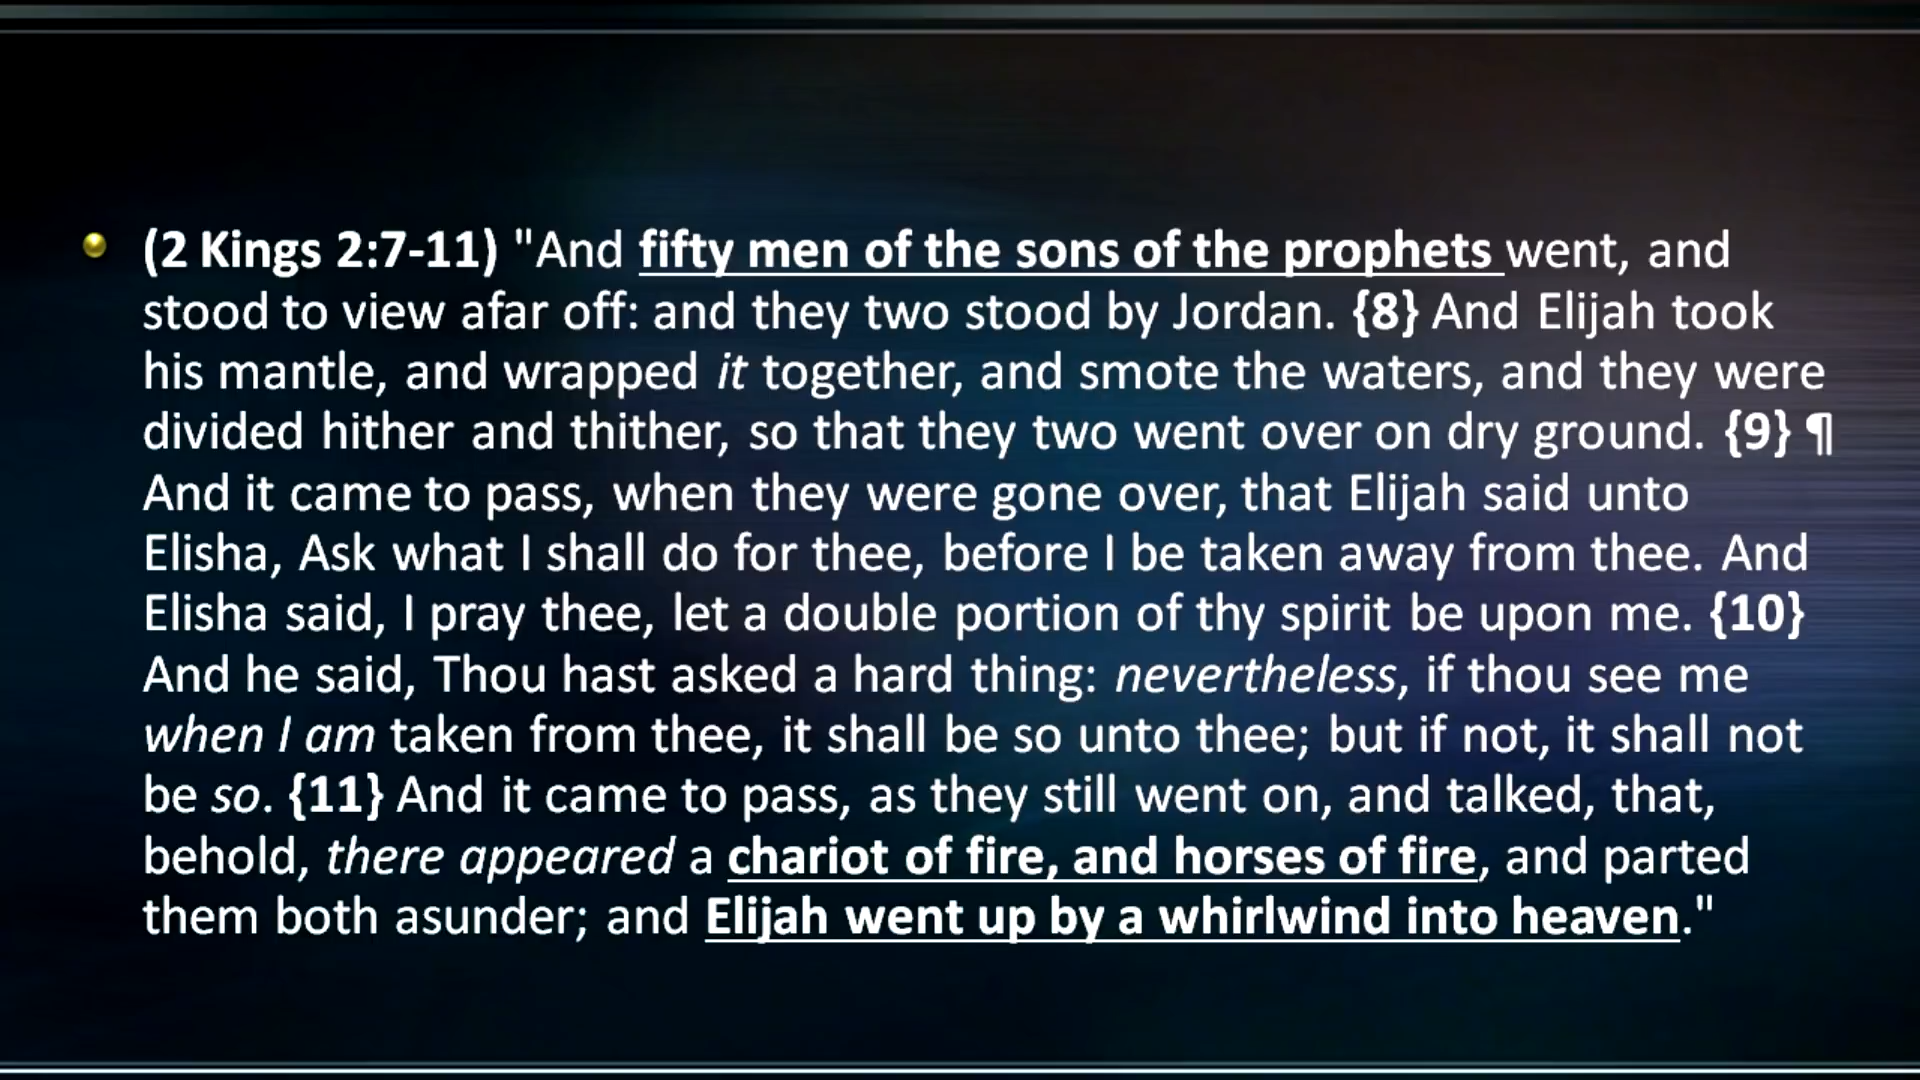 (2 Kings 2:7-11) "And fifty men of the sons of the prophets went, and
stood to view afar off: and they two stood by Jordan. {8} And Elijah took
his mantle, and wrapped it together, and smote the waters, and they were
divided hither and thither, so that they two went over on dry ground. {9} ¶
And it came to pass, when they were gone over, that Elijah said unto
Elisha, Ask what I shall do for thee, before I be taken away from thee. And
Elisha said, I pray thee, let a double portion of thy spirit be upon me. {10}
And he said, Thou hast asked a hard thing: nevertheless, if thou see me
when I am taken from thee, it shall be so unto thee; but if not, it shall not
be so. {11} And it came to pass, as they still went on, and talked, that,
behold, there appeared a chariot of fire, and horses of fire, and parted
them both asunder; and Elijah went up by a whirlwind into heaven."